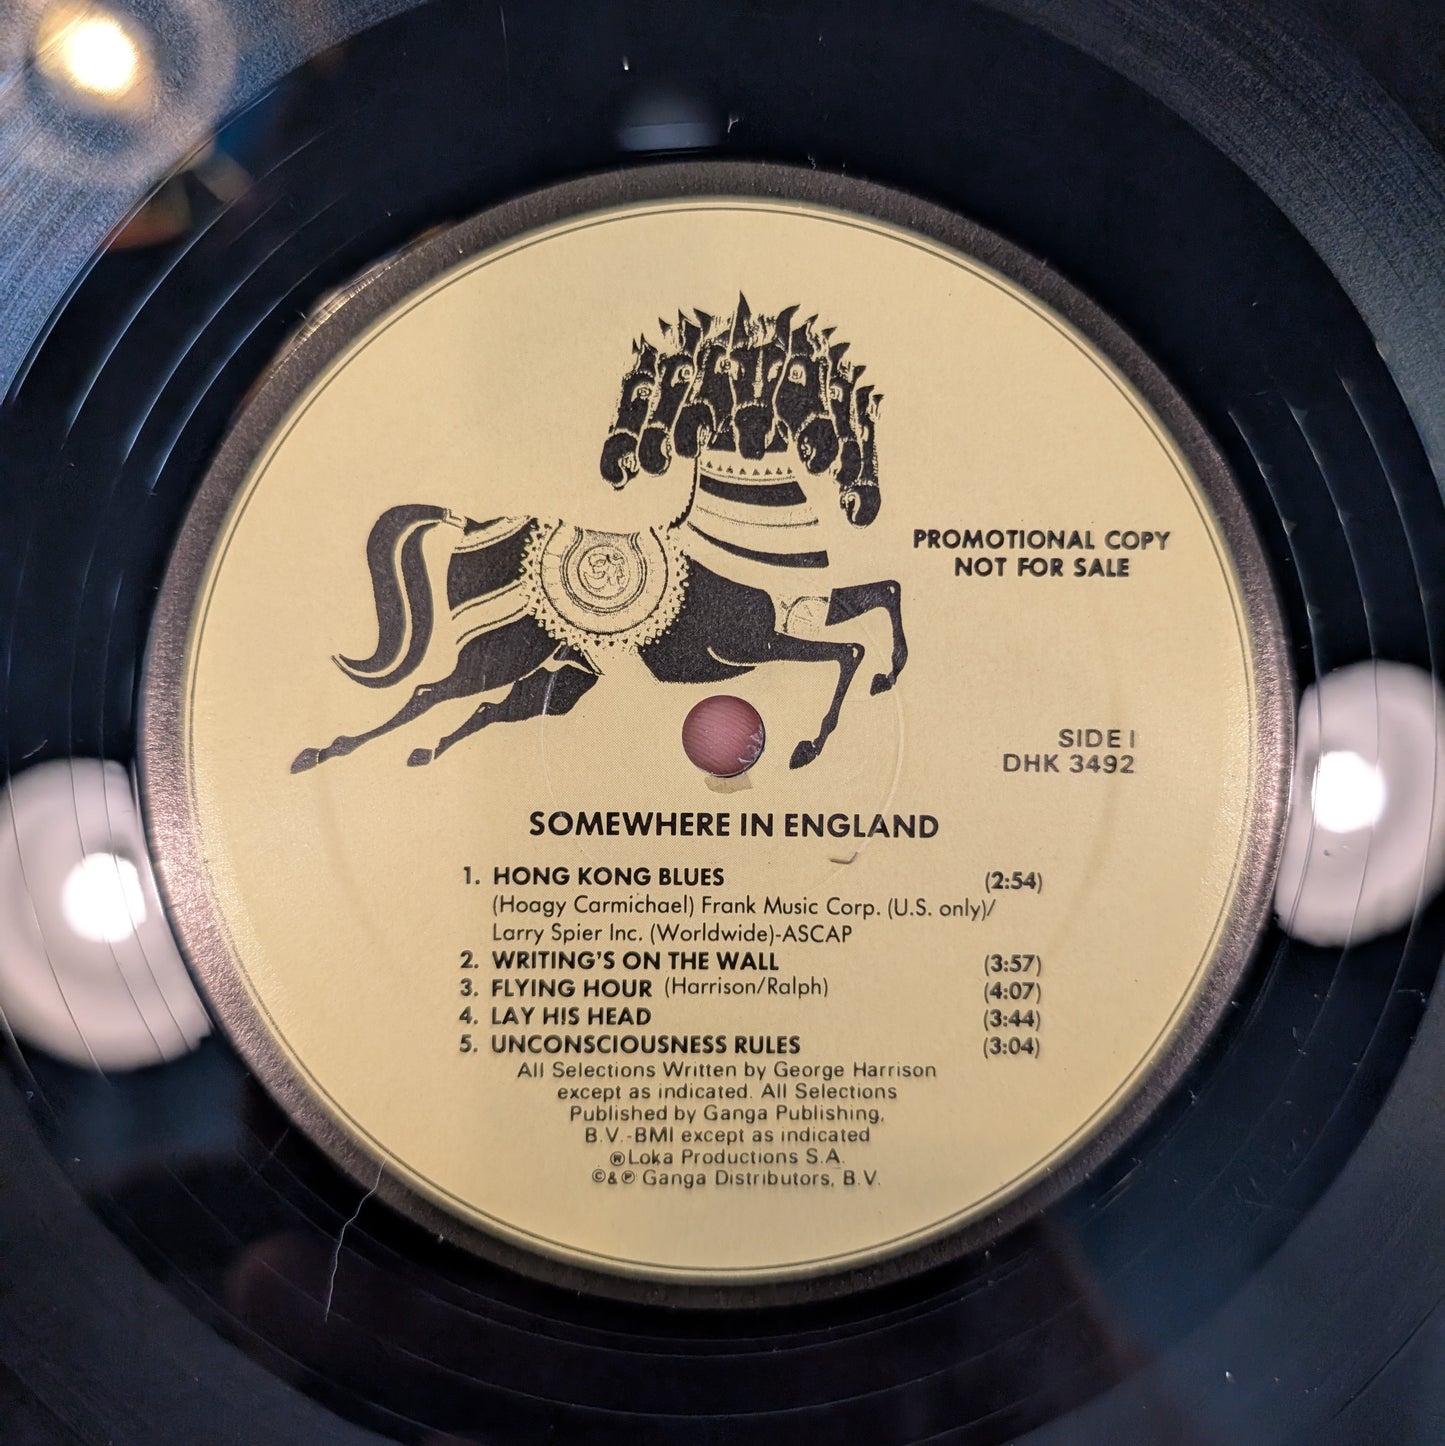 PROMOTIONAL COPY
NOT FOR SALE
SIDE I
DHK 3492
SOMEWHERE IN ENGLAND
1. HONG KONG BLUES (2:54)
(Hoagy Carmichael) Frank Music Corp. (U.S. only)/
Larry Spier Inc. (Worldwide)-ASCAP
2. WRITING'S ON THE WALL (3:57)
3. FLYING HOUR (Harrison/Ralph) (4:07)
4. LAY HIS HEAD (3:44)
5. UNCONSCIOUSNESS RULES (3:04)
All Selections Written by George Harrison
except as indicated. All Selections
Published by Ganga Publishing,
B.V.-BMI except as indicated
®Loka Productions S.A.
©&℗ Ganga Distributors, B.V.
ॐ